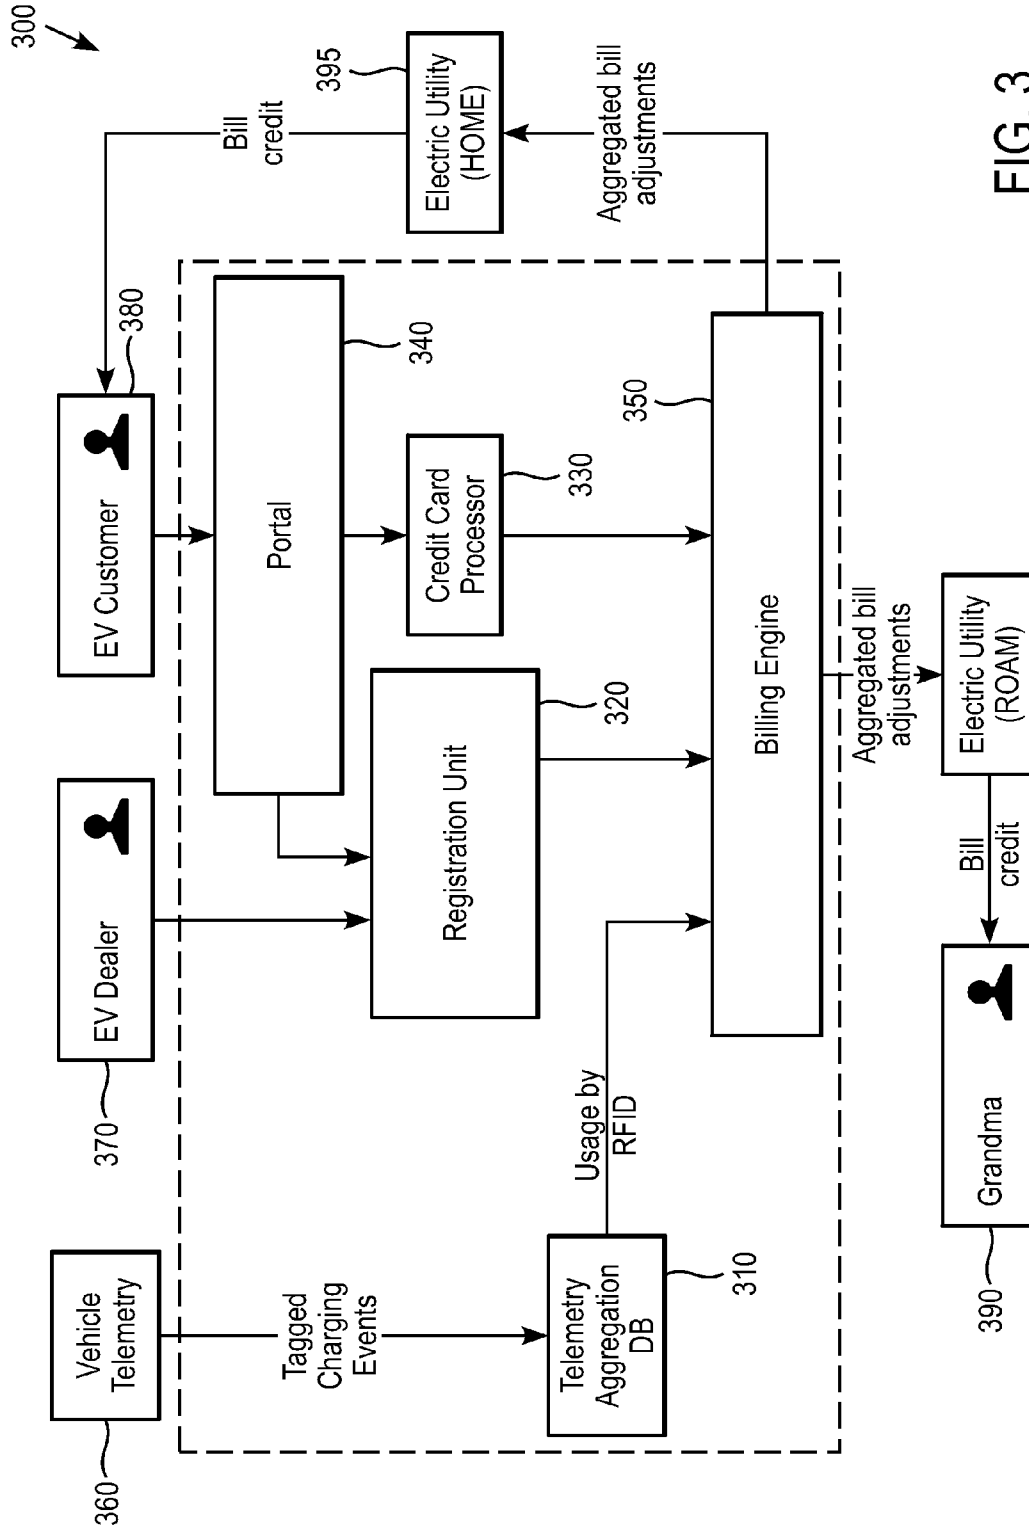 300
Vehicle
Telemetry
360
EV Dealer
370
EV Customer
380
Bill
credit
Tagged
Charging
Events
Portal
340
Registration Unit
320
Credit Card
Processor
330
Electric Utility
(HOME)
395
Telemetry
Aggregation
DB
310
Usage by
RFID
Billing Engine
350
Aggregated bill
adjustments
Aggregated bill
adjustments
Grandma
390
Bill
credit
Electric Utility
(ROAM)
FIG. 3